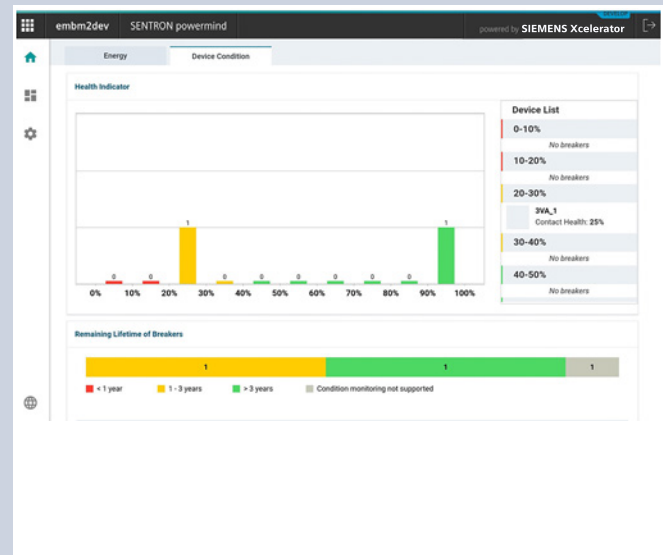 embm2dev SENTRON powermind powered by SIEMENS Xcelerator
Energy Device Condition
Health Indicator
1
1
0 0 0 0 0 0 0 0
0% 10% 20% 30% 40% 50% 60% 70% 80% 90% 100%
Device List
0-10%
No breakers
10-20%
No breakers
20-30%
3VA_1
Contact Health: 25%
30-40%
No breakers
40-50%
No breakers
Remaining Lifetime of Breakers
1 1 1
< 1 year 1 - 3 years > 3 years Condition monitoring not supported